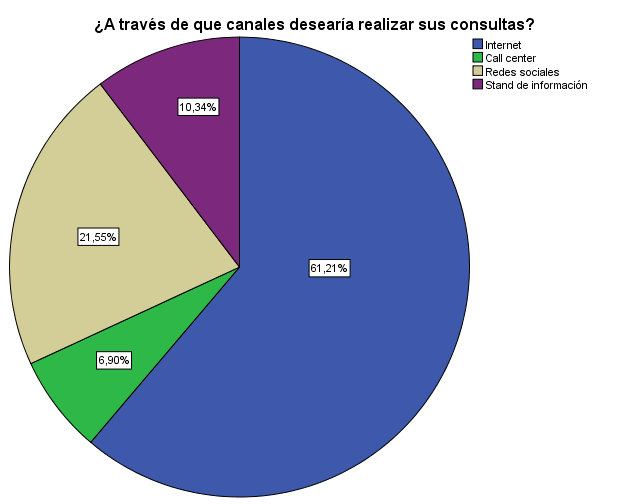 ¿A través de que canales desearía realizar sus consultas?
Internet
Call center
Redes sociales
Stand de información
10,34%
21,55%
61,21%
6,90%